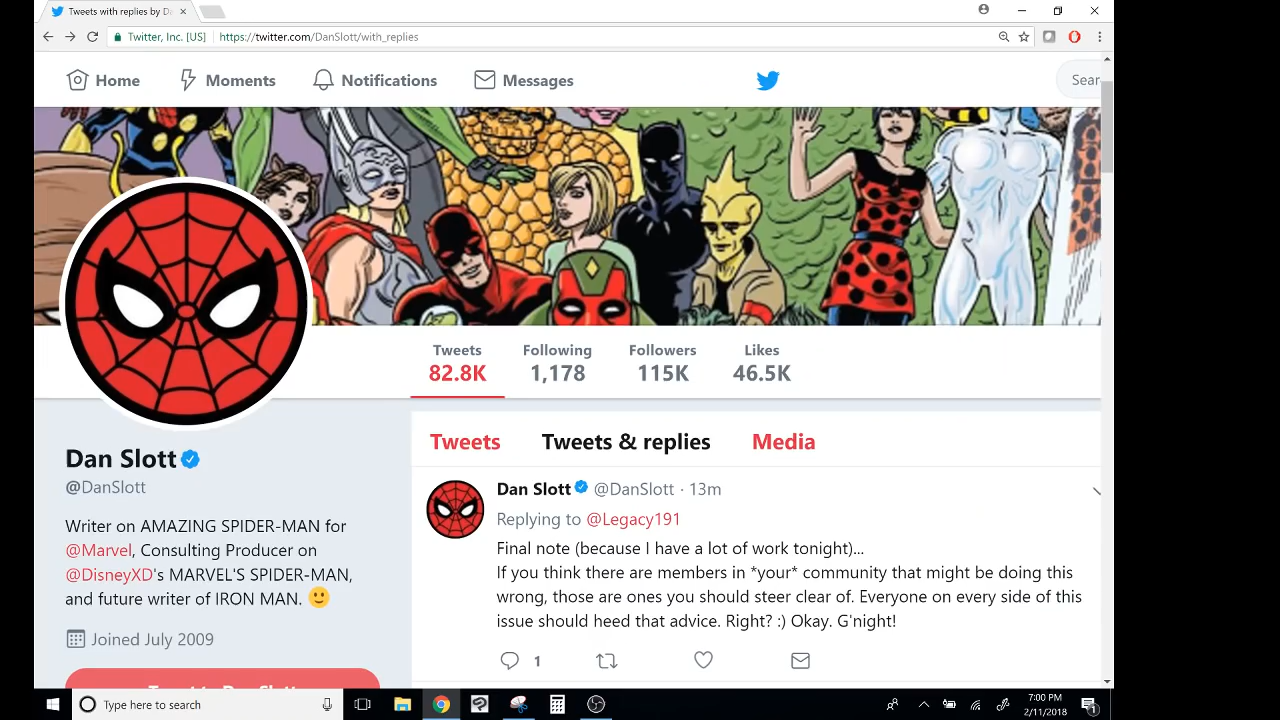 Tweets with replies by Da
Twitter, Inc. [US]
https://twitter.com/DanSlott/with_replies
Home
Moments
Notifications
Messages
Sear
Tweets
82.8K
Following
1,178
Followers
115K
Likes
46.5K
Dan Slott
@DanSlott
Writer on AMAZING SPIDER-MAN for
@Marvel, Consulting Producer on
@DisneyXD's MARVEL'S SPIDER-MAN,
and future writer of IRON MAN.
Joined July 2009
Tweets
Tweets & replies
Media
Dan Slott @DanSlott · 13m
Replying to @Legacy191
Final note (because I have a lot of work tonight)...
If you think there are members in *your* community that might be doing this
wrong, those are ones you should steer clear of. Everyone on every side of this
issue should heed that advice. Right? :) Okay. G'night!
1
Type here to search
7:00 PM
2/11/2018
1